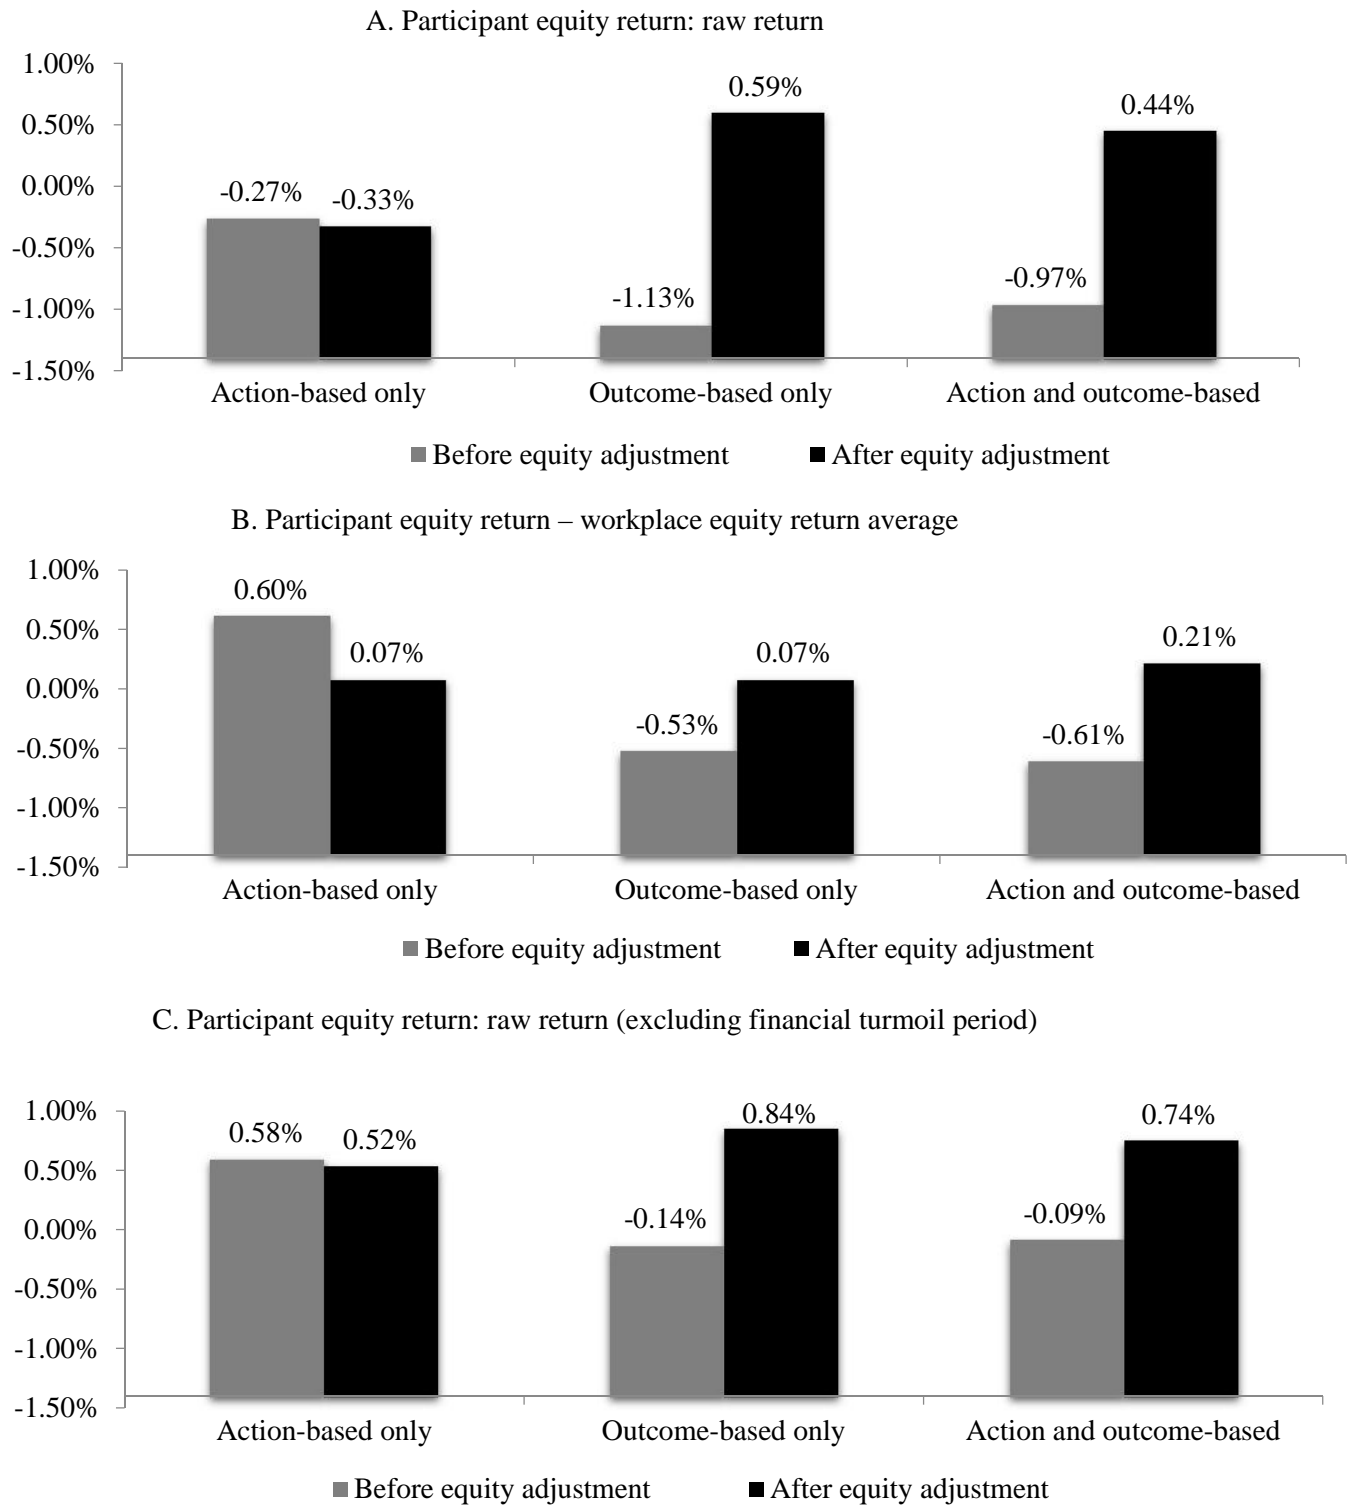 A. Participant equity return: raw return
1.00%
0.50%
0.00%
-0.50%
-1.00%
-1.50%
-0.27%
-0.33%
-1.13%
0.59%
-0.97%
0.44%
Action-based only
Outcome-based only
Action and outcome-based
Before equity adjustment
After equity adjustment
B. Participant equity return – workplace equity return average
1.00%
0.50%
0.00%
-0.50%
-1.00%
-1.50%
0.60%
0.07%
-0.53%
0.07%
-0.61%
0.21%
Action-based only
Outcome-based only
Action and outcome-based
Before equity adjustment
After equity adjustment
C. Participant equity return: raw return (excluding financial turmoil period)
1.00%
0.50%
0.00%
-0.50%
-1.00%
-1.50%
0.58%
0.52%
-0.14%
0.84%
-0.09%
0.74%
Action-based only
Outcome-based only
Action and outcome-based
Before equity adjustment
After equity adjustment